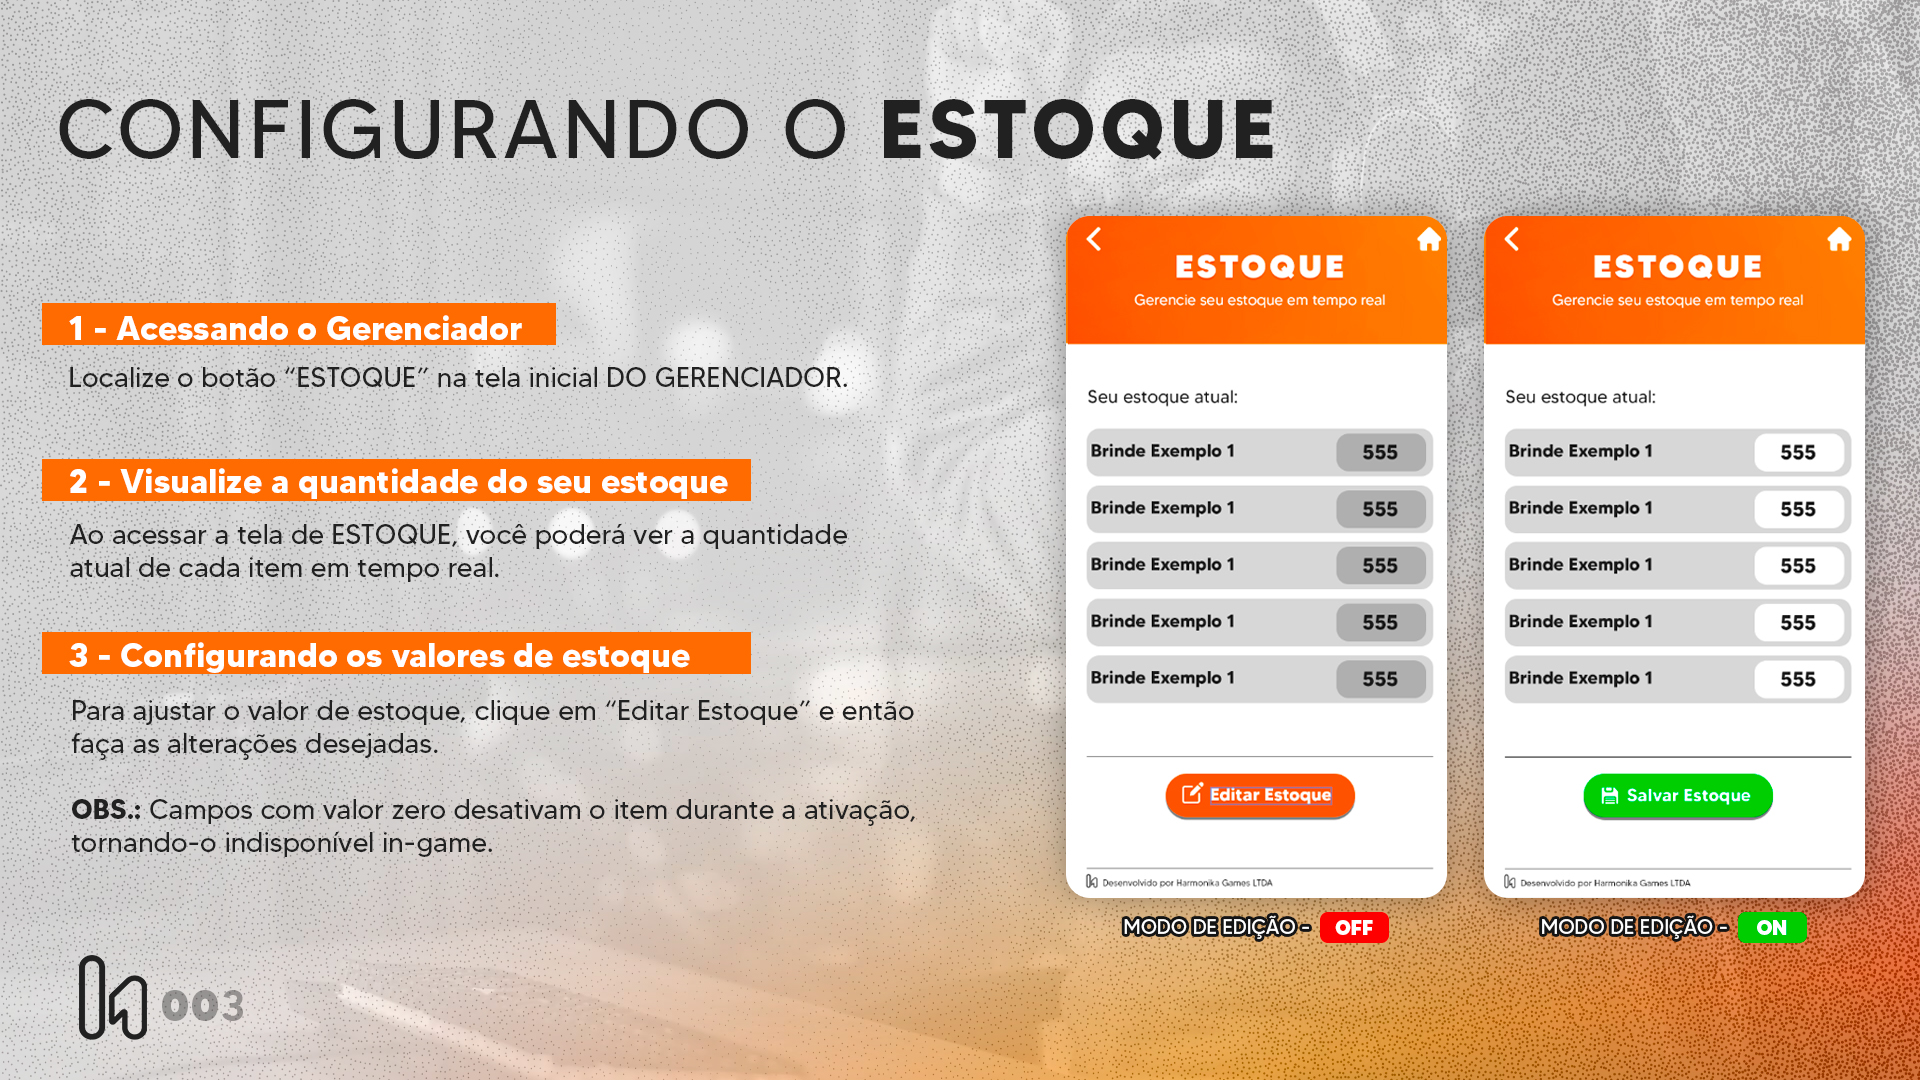 CONFIGURANDO O ESTOQUE
1 - Acessando o Gerenciador
Localize o botão “ESTOQUE” na tela inicial DO GERENCIADOR.
2 - Visualize a quantidade do seu estoque
Ao acessar a tela de ESTOQUE, você poderá ver a quantidade
atual de cada item em tempo real.
3 - Configurando os valores de estoque
Para ajustar o valor de estoque, clique em “Editar Estoque” e então
faça as alterações desejadas.
OBS.: Campos com valor zero desativam o item durante a ativação,
tornando-o indisponível in-game.
003
ESTOQUE
Gerencie seu estoque em tempo real
Seu estoque atual:
Brinde Exemplo 1 555
Brinde Exemplo 1 555
Brinde Exemplo 1 555
Brinde Exemplo 1 555
Brinde Exemplo 1 555
Editar Estoque
Desenvolvido por Harmonika Games LTDA
MODO DE EDIÇÃO - OFF
ESTOQUE
Gerencie seu estoque em tempo real
Seu estoque atual:
Brinde Exemplo 1 555
Brinde Exemplo 1 555
Brinde Exemplo 1 555
Brinde Exemplo 1 555
Brinde Exemplo 1 555
Salvar Estoque
Desenvolvido por Harmonika Games LTDA
MODO DE EDIÇÃO - ON